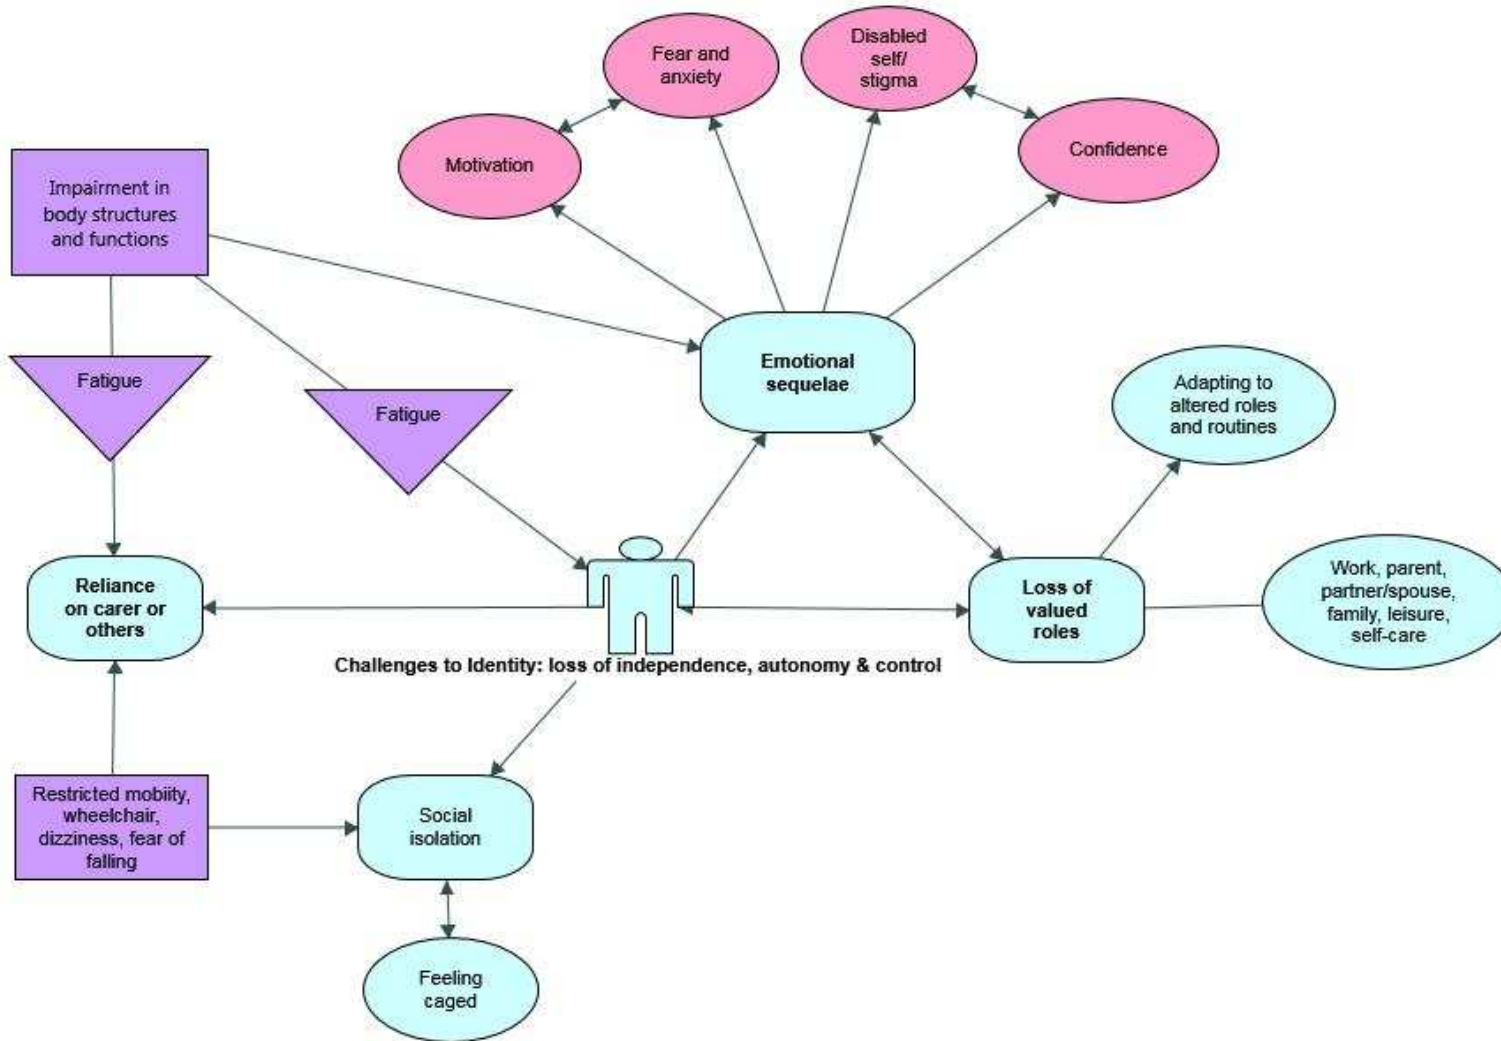 Fear and
anxiety
Disabled
self/
stigma
Motivation
Confidence
Impairment in
body structures
and functions
Emotional
sequelae
Fatigue
Fatigue
Adapting to
altered roles
and routines
Reliance
on carer or
others
Loss of
valued
roles
Work, parent,
partner/spouse,
family, leisure,
self-care
Challenges to Identity: loss of independence, autonomy & control
Restricted mobiity,
wheelchair,
dizziness, fear of
falling
Social
isolation
Feeling
caged